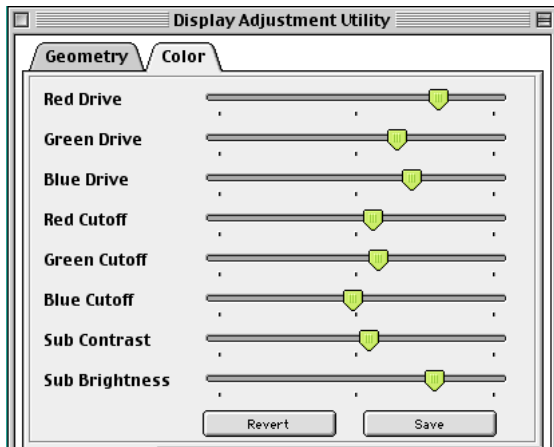 Display Adjustment Utility
Geometry Color
Red Drive
Green Drive
Blue Drive
Red Cutoff
Green Cutoff
Blue Cutoff
Sub Contrast
Sub Brightness
Revert Save